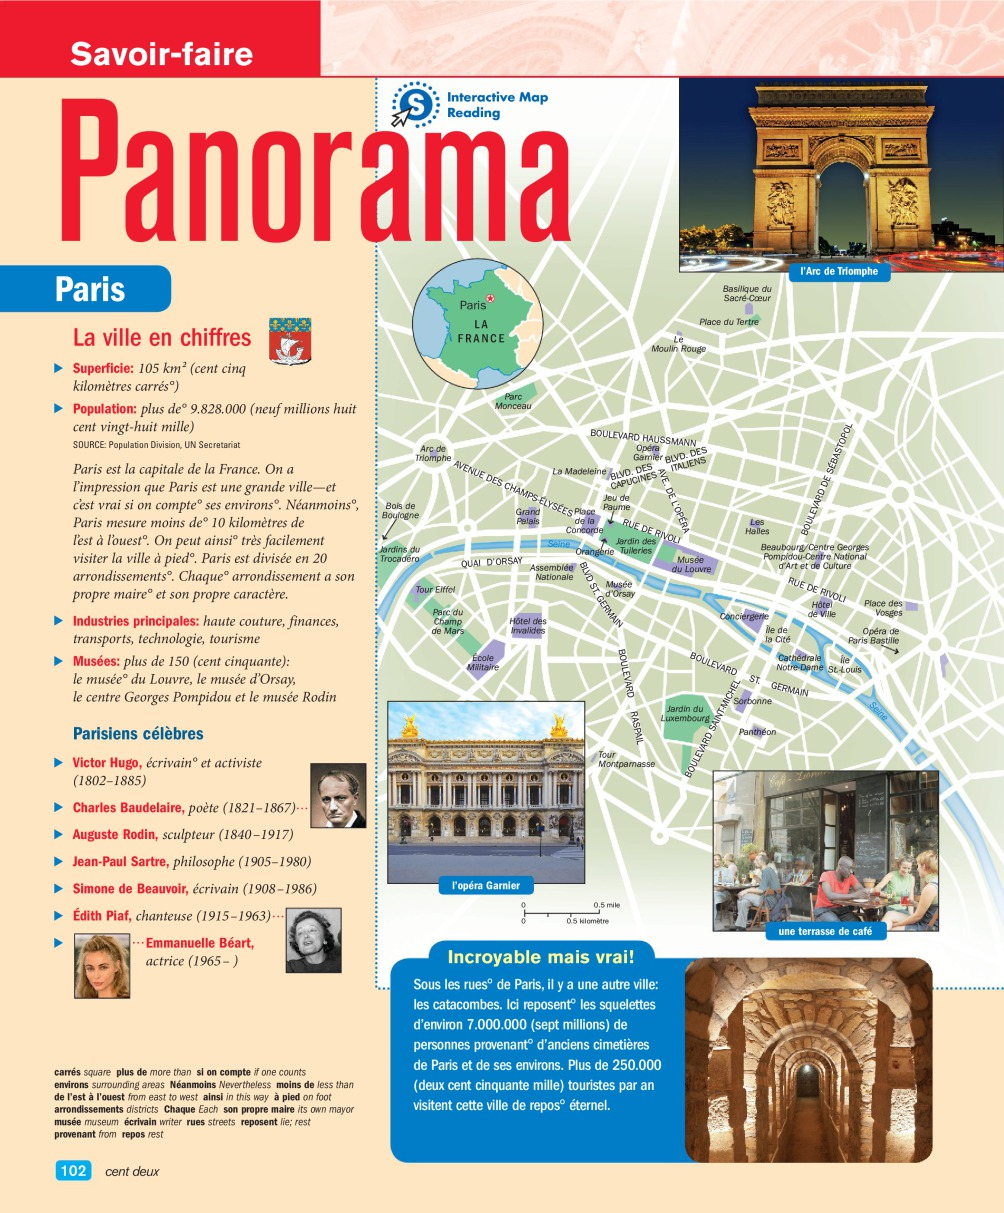 Savoir-faire
Interactive Map
Reading
Panorama
Paris
La ville en chiffres
Superficie: 105 km² (cent cinq
kilomètres carrés°)
Population: plus de° 9.828.000 (neuf millions huit
cent vingt-huit mille)
SOURCE: Population Division, UN Secretariat
Paris est la capitale de la France. On a
l'impression que Paris est une grande ville—et
c'est vrai si on compte° ses environs°. Néanmoins°,
Paris mesure moins de° 10 kilomètres de
l'est à l'ouest°. On peut ainsi° très facilement
visiter la ville à pied°. Paris est divisée en 20
arrondissements°. Chaque° arrondissement a son
propre maire° et son propre caractère.
Industries principales: haute couture, finances,
transports, technologie, tourisme
Musées: plus de 150 (cent cinquante):
le musée° du Louvre, le musée d'Orsay,
le centre Georges Pompidou et le musée Rodin
Parisiens célèbres
Victor Hugo, écrivain° et activiste
(1802–1885)
Charles Baudelaire, poète (1821–1867)
Auguste Rodin, sculpteur (1840–1917)
Jean-Paul Sartre, philosophe (1905–1980)
Simone de Beauvoir, écrivain (1908–1986)
Édith Piaf, chanteuse (1915–1963)
Emmanuelle Béart,
actrice (1965– )
carrés square plus de more than si on compte if one counts
environs surrounding areas Néanmoins Nevertheless moins de less than
de l'est à l'ouest from east to west ainsi in this way à pied on foot
arrondissements districts Chaque Each son propre maire its own mayor
musée museum écrivain writer rues streets reposent lie; rest
provenant from repos rest
102 cent deux
S
l'Arc de Triomphe
Paris
LA
FRANCE
Basilique du
Sacré-Cœur
Place du Tertre
Le
Moulin Rouge
Parc
Monceau
BOULEVARD HAUSSMANN
Arc de
Triomphe
Opéra
Garnier
BLVD. DES
ITALIENS
AVENUE DES CHAMPS-ÉLYSÉES
La Madeleine
BLVD. DES
CAPUCINES
AVE. DE L'OPÉRA
BOULEVARD DE SÉBASTOPOL
Bois de
Boulogne
Jeu de
Paume
Grand
Palais
Place
de la
Concorde
RUE DE RIVOLI
Les
Halles
Jardins du
Trocadéro
Seine
Orangerie
Jardin des
Tuileries
Musée
du Louvre
Beaubourg/Centre Georges
Pompidou-Centre National
d'Art et de Culture
QUAI D'ORSAY
Assemblée
Nationale
BLVD ST. GERMAIN
Musée
d'Orsay
RUE DE RIVOLI
Tour Eiffel
Parc du
Champ
de Mars
Hôtel des
Invalides
Conciergerie
Hôtel
de Ville
Place des
Vosges
Île de
la Cité
Opéra de
Paris Bastille
École
Militaire
BOULEVARD RASPAIL
BOULEVARD ST. GERMAIN
Cathédrale
Notre-Dame
Île
St.-Louis
Sorbonne
Jardin du
Luxembourg
BOULEVARD SAINT-MICHEL
Panthéon
Seine
Tour
Montparnasse
l'opéra Garnier
0 0.5 mile
0 0.5 kilomètre
une terrasse de café
Incroyable mais vrai!
Sous les rues° de Paris, il y a une autre ville:
les catacombes. Ici reposent° les squelettes
d'environ 7.000.000 (sept millions) de
personnes provenant° d'anciens cimetières
de Paris et de ses environs. Plus de 250.000
(deux cent cinquante mille) touristes par an
visitent cette ville de repos° éternel.